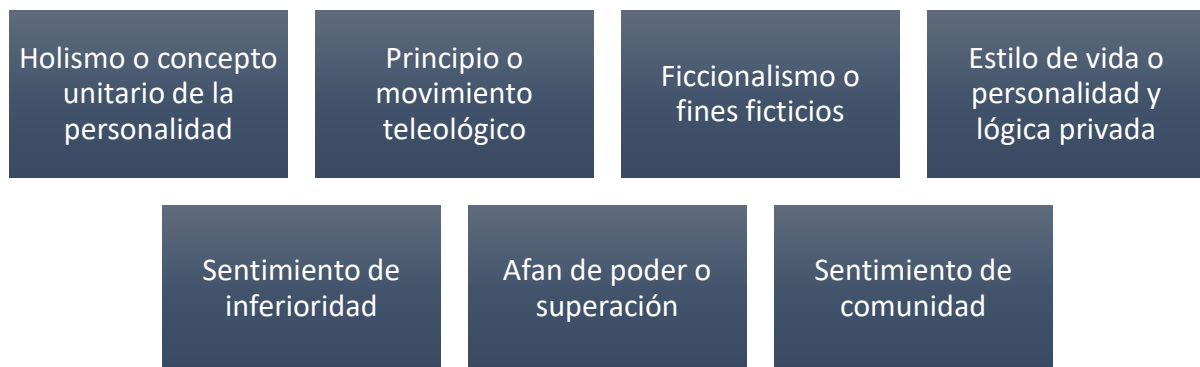 Holismo o concepto
unitario de la
personalidad
Principio o
movimiento
teleológico
Ficcionalismo o
fines ficticios
Estilo de vida o
personalidad y
lógica privada
Sentimiento de
inferioridad
Afan de poder o
superación
Sentimiento de
comunidad